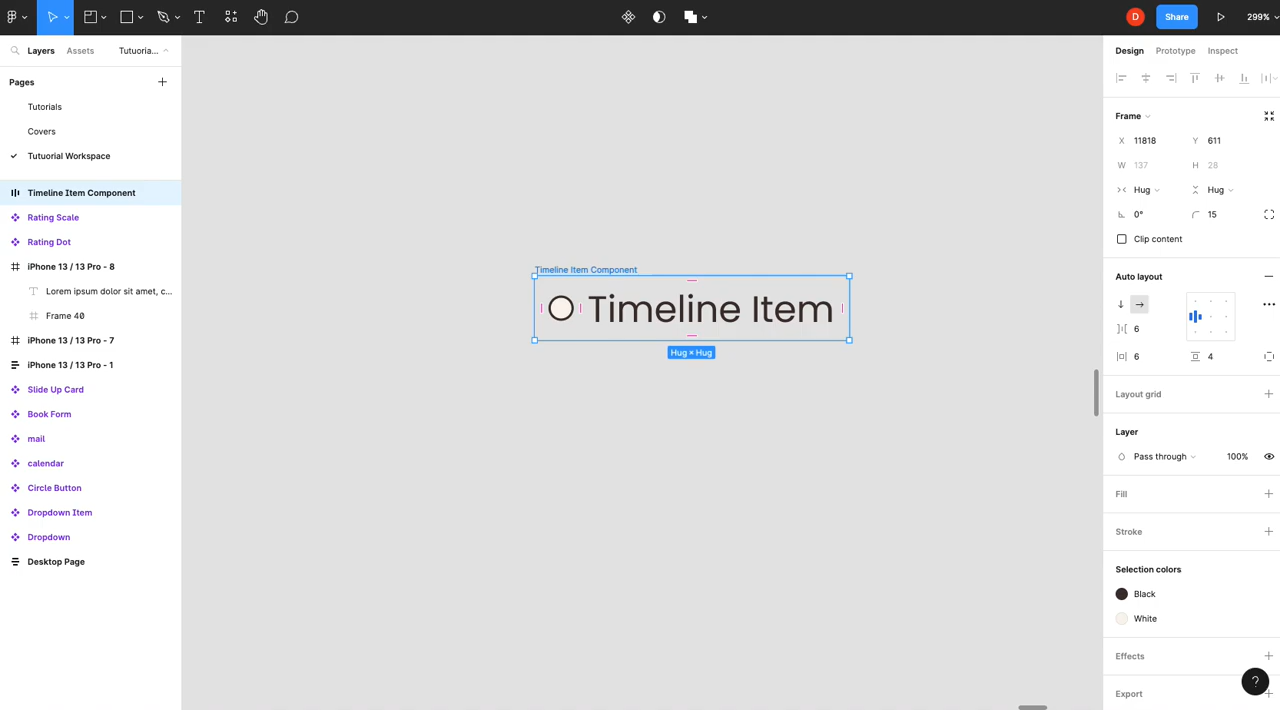 D
Share
299%
Layers
Assets
Tutuoria...
Pages
Tutorials
Covers
Tutuorial Workspace
Timeline Item Component
Rating Scale
Rating Dot
iPhone 13 / 13 Pro - 8
Lorem ipsum dolor sit amet, c...
Frame 40
iPhone 13 / 13 Pro - 7
iPhone 13 / 13 Pro - 1
Slide Up Card
Book Form
mail
calendar
Circle Button
Dropdown Item
Dropdown
Desktop Page
Timeline Item Component
Timeline Item
Hug × Hug
Design
Prototype
Inspect
Frame
X 11818 Y 611
W 137 H 28
Hug Hug
0° 15
Clip content
Auto layout
6
6 4
Layout grid
Layer
Pass through 100%
Fill
Stroke
Selection colors
Black
White
Effects
?
Export